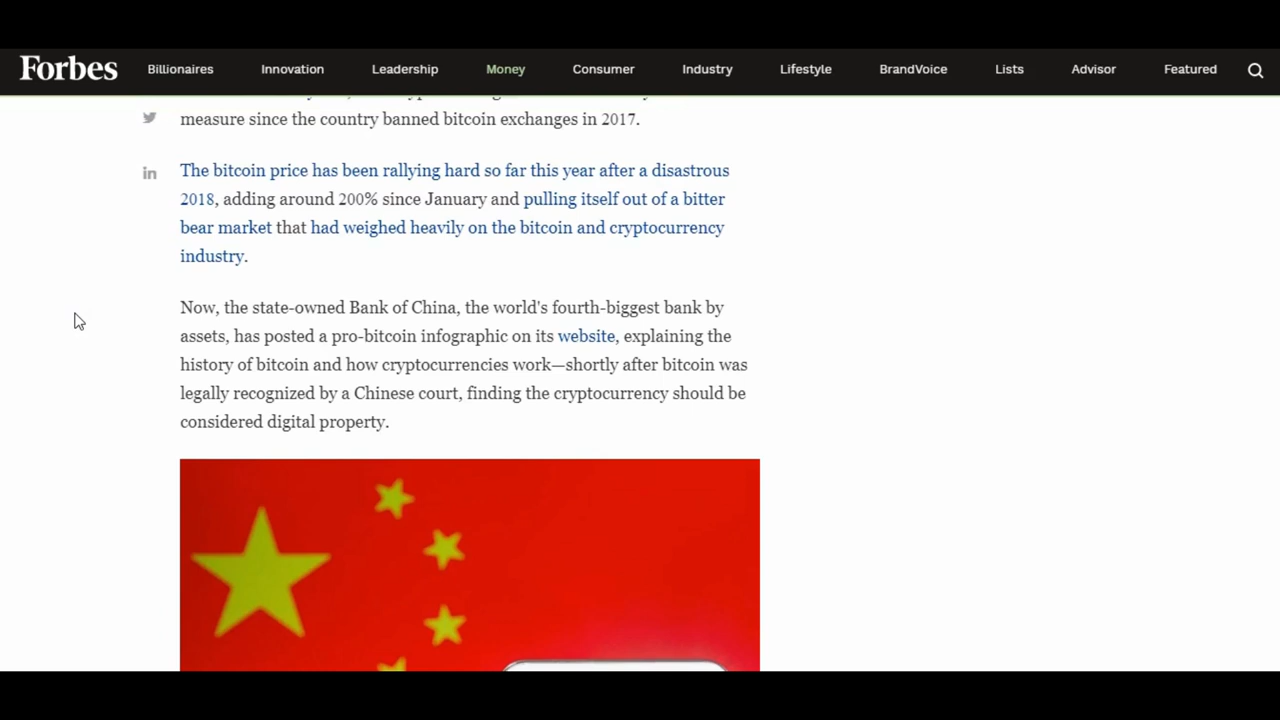 Forbes
Billionaires
Innovation
Leadership
Money
Consumer
Industry
Lifestyle
BrandVoice
Lists
Advisor
Featured
measure since the country banned bitcoin exchanges in 2017.
in
The bitcoin price has been rallying hard so far this year after a disastrous
2018, adding around 200% since January and pulling itself out of a bitter
bear market that had weighed heavily on the bitcoin and cryptocurrency
industry.
Now, the state-owned Bank of China, the world's fourth-biggest bank by
assets, has posted a pro-bitcoin infographic on its website, explaining the
history of bitcoin and how cryptocurrencies work—shortly after bitcoin was
legally recognized by a Chinese court, finding the cryptocurrency should be
considered digital property.